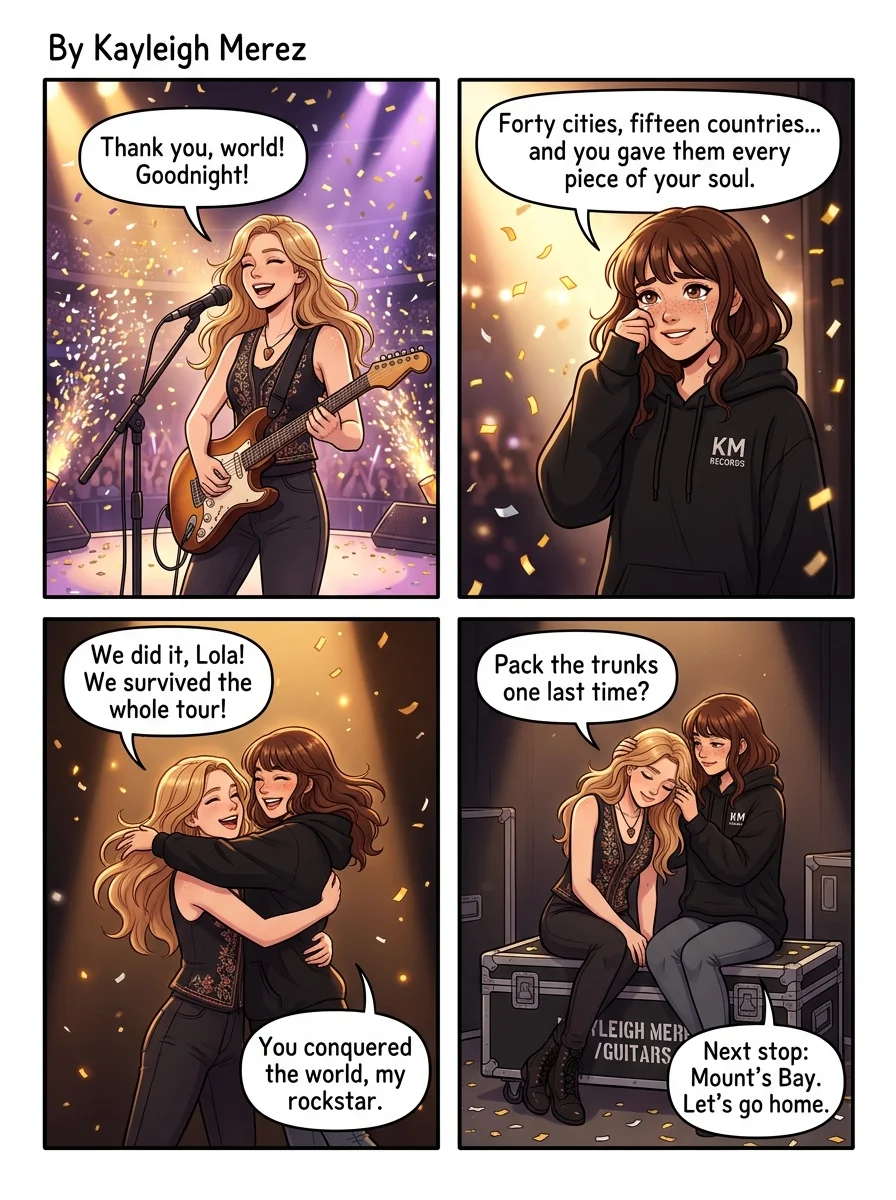 By Kayleigh Merez
Thank you, world!
Goodnight!
Forty cities, fifteen countries...
and you gave them every
piece of your soul.
KM
RECORDS
We did it, Lola!
We survived the
whole tour!
You conquered
the world, my
rockstar.
Pack the trunks
one last time?
KM
YLEIGH MER
/GUITARS
Next stop:
Mount's Bay.
Let's go home.